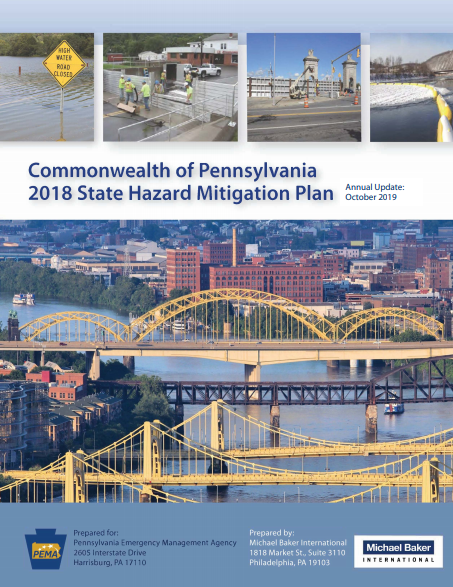 HIGH
WATER
ROAD
CLOSED
Commonwealth of Pennsylvania
2018 State Hazard Mitigation Plan
Annual Update:
October 2019
PEMA
Prepared for:
Pennsylvania Emergency Management Agency
2605 Interstate Drive
Harrisburg, PA 17110
Prepared by:
Michael Baker International
1818 Market St., Suite 3110
Philadelphia, PA 19103
Michael Baker
INTERNATIONAL